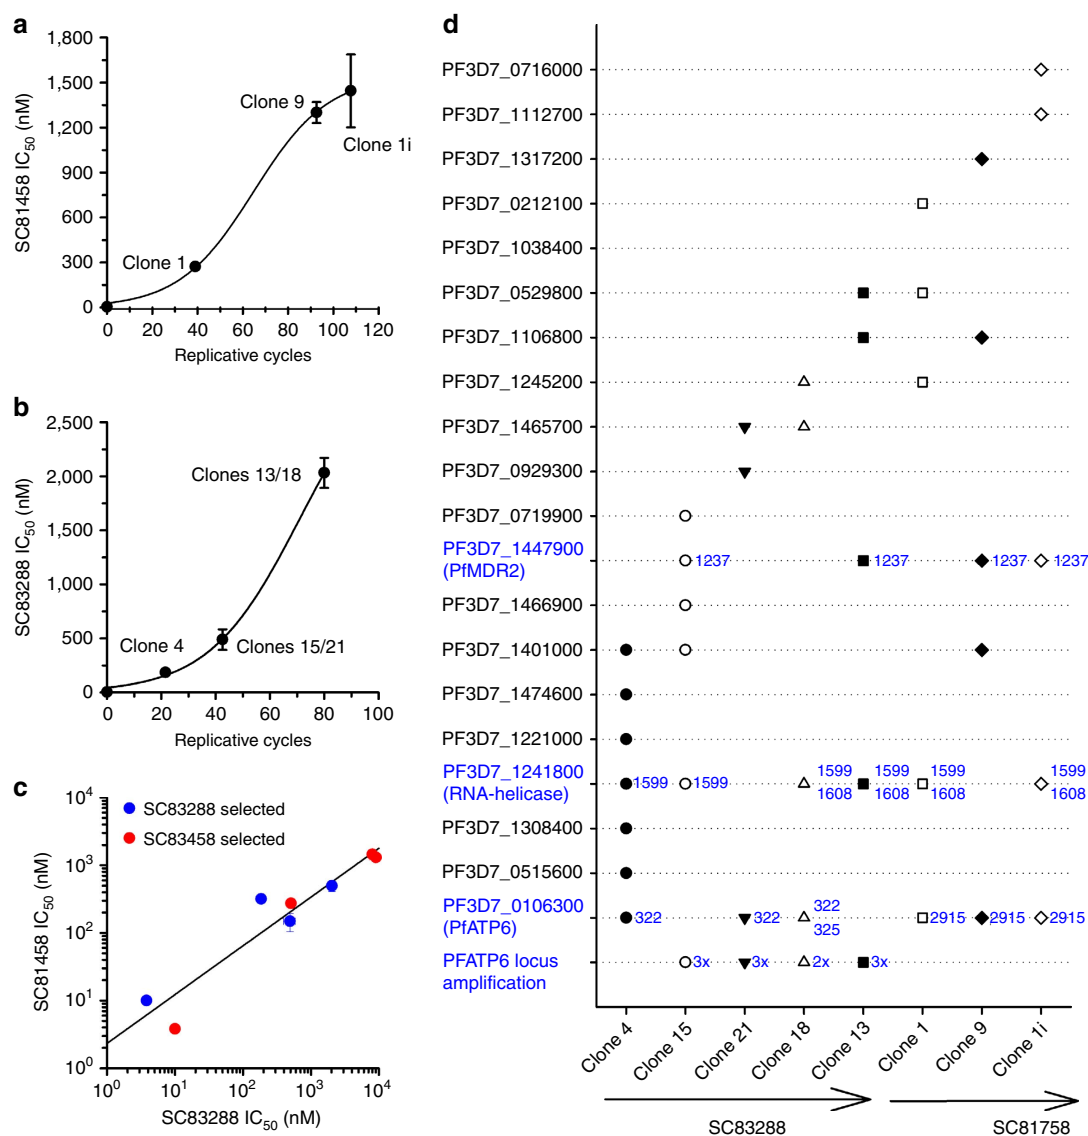 a
1,800
1,500
1,200
900
600
300
0
SC81458 IC50 (nM)
Clone 9
Clone 1i
Clone 1
0 20 40 60 80 100 120
Replicative cycles
b
2,500
2,000
1,500
1,000
500
0
SC83288 IC50 (nM)
Clones 13/18
Clone 4
Clones 15/21
0 20 40 60 80 100
Replicative cycles
c
10^4
10^3
10^2
10^1
10^0
SC81458 IC50 (nM)
SC83288 selected
SC83458 selected
10^0 10^1 10^2 10^3 10^4
SC83288 IC50 (nM)
d
PF3D7_0716000
PF3D7_1112700
PF3D7_1317200
PF3D7_0212100
PF3D7_1038400
PF3D7_0529800
PF3D7_1106800
PF3D7_1245200
PF3D7_1465700
PF3D7_0929300
PF3D7_0719900
PF3D7_1447900
(PfMDR2)
1237 1237 1237 1237
PF3D7_1466900
PF3D7_1401000
PF3D7_1474600
PF3D7_1221000
PF3D7_1241800
(RNA-helicase)
1599 1599 1599 1599 1599 1599
1608 1608 1608 1608
PF3D7_1308400
PF3D7_0515600
PF3D7_0106300
(PfATP6)
322 322 322 2915 2915 2915
325
PFATP6 locus
amplification
3x 3x 2x 3x
Clone 4 Clone 15 Clone 21 Clone 18 Clone 13 Clone 1 Clone 9 Clone 1i
SC83288 SC81758